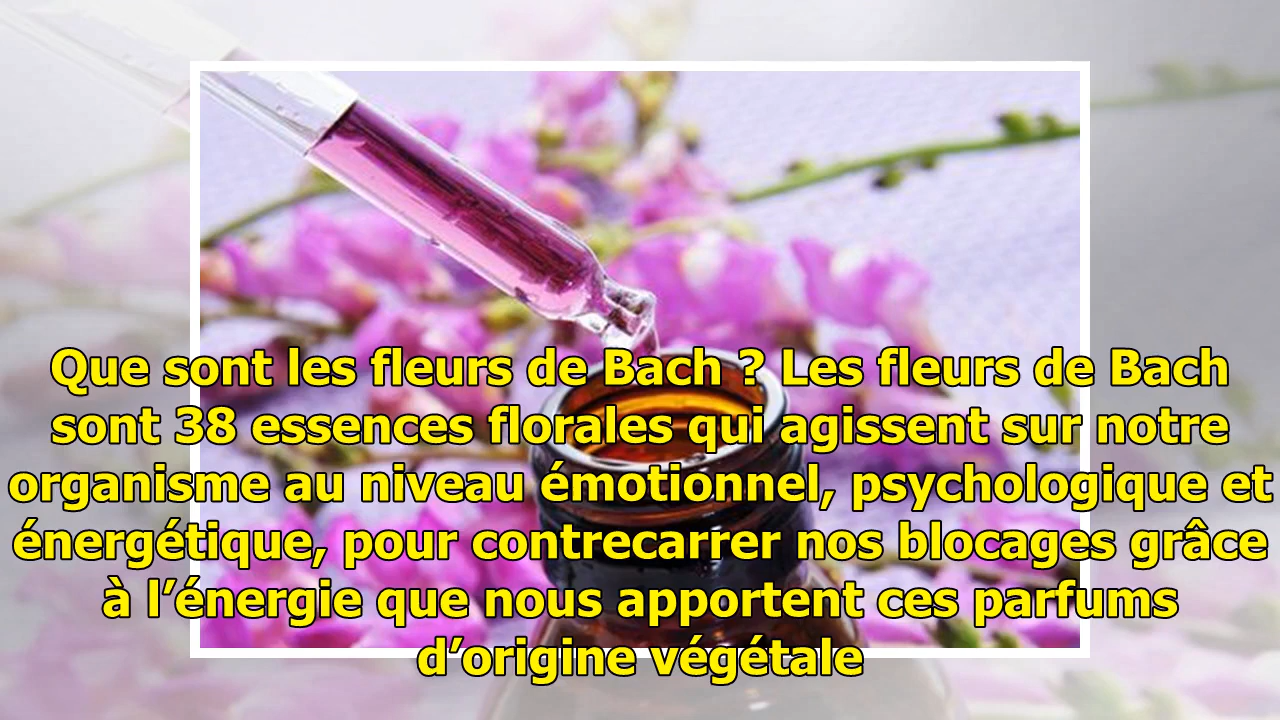 Que sont les fleurs de Bach ? Les fleurs de Bach
sont 38 essences florales qui agissent sur notre
organisme au niveau émotionnel, psychologique et
énergétique, pour contrecarrer nos blocages grâce
à l’énergie que nous apportent ces parfums
d’origine végétale